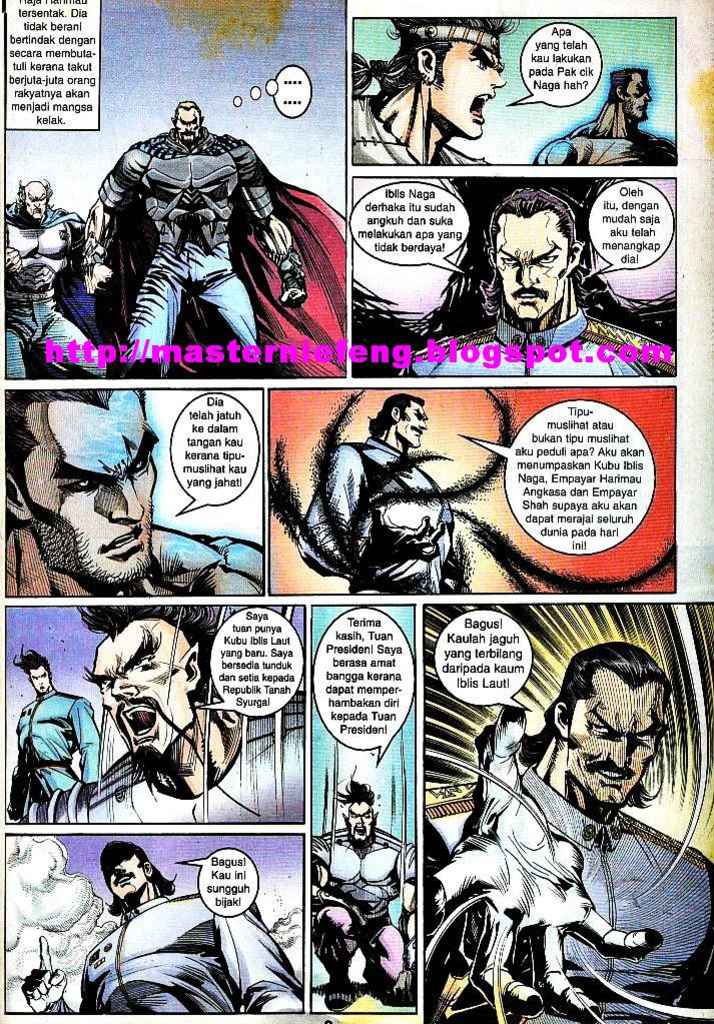 Raja Harimau
tersentak. Dia
tidak berani
bertindak dengan
secara membuta-
tuli kerana takut
berjuta-juta orang
rakyatnya akan
menjadi mangsa
kelak.
....
....
Apa
yang telah
kau lakukan
pada Pak cik
Naga hah?
Iblis Naga
derhaka itu sudah
angkuh dan suka
melakukan apa yang
tidak berdaya!
Oleh
itu, dengan
mudah saja
aku telah
menangkap
dia!
http://masterniefeng.blogspot.com
Dia
telah jatuh
ke dalam
tangan kau
kerana tipu-
muslihat kau
yang jahat!
Tipu-
muslihat atau
bukan tipu muslihat
aku peduli apa? Aku akan
menumpaskan Kubu Iblis
Naga, Empayar Harimau
Angkasa dan Empayar
Shah supaya aku akan
dapat merajai seluruh
dunia pada hari
ini!
Saya
tuan punya
Kubu Iblis Laut
yang baru. Saya
bersedia tunduk
dan setia kepada
Republik Tanah
Syurga!
Terima
kasih, Tuan
Presiden! Saya
berasa amat
bangga kerana
dapat memper-
hambakan diri
kepada Tuan
Presiden!
Bagus!
Kaulah jaguh
yang terbilang
daripada kaum
Iblis Laut!
Bagus!
Kau ini
sungguh
bijak!